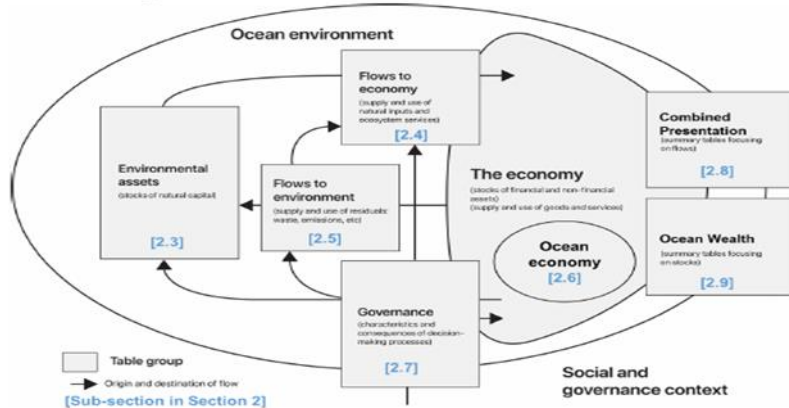 Ocean environment
Flows to
economy
(supply and use of
natural inputs and
ecosystem services)
[2.4]
Environmental
assets
(stocks of natural capital)
[2.3]
Flows to
environment
(supply and use of residuals:
waste, emissions, etc)
[2.5]
The economy
(stocks of financial and non-financial
assets)
(supply and use of goods and services)
Ocean
economy
[2.6]
Combined
Presentation
(summary tables focusing
on flows)
[2.8]
Ocean Wealth
(summary tables focusing
on stocks)
[2.9]
Governance
(characteristics and
consequences of decision-
making processes)
[2.7]
Table group
Origin and destination of flow
[Sub-section in Section 2]
Social and
governance context